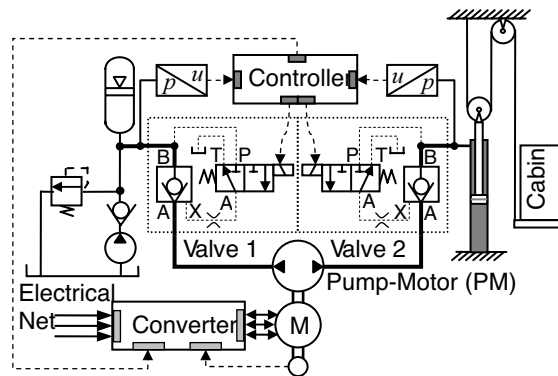 p u
Controller
u p
T P
P T
B
B
A
X
A
A
X
A
Valve 1
Valve 2
Cabin
Pump-Motor (PM)
Electrical
Net
Converter
M